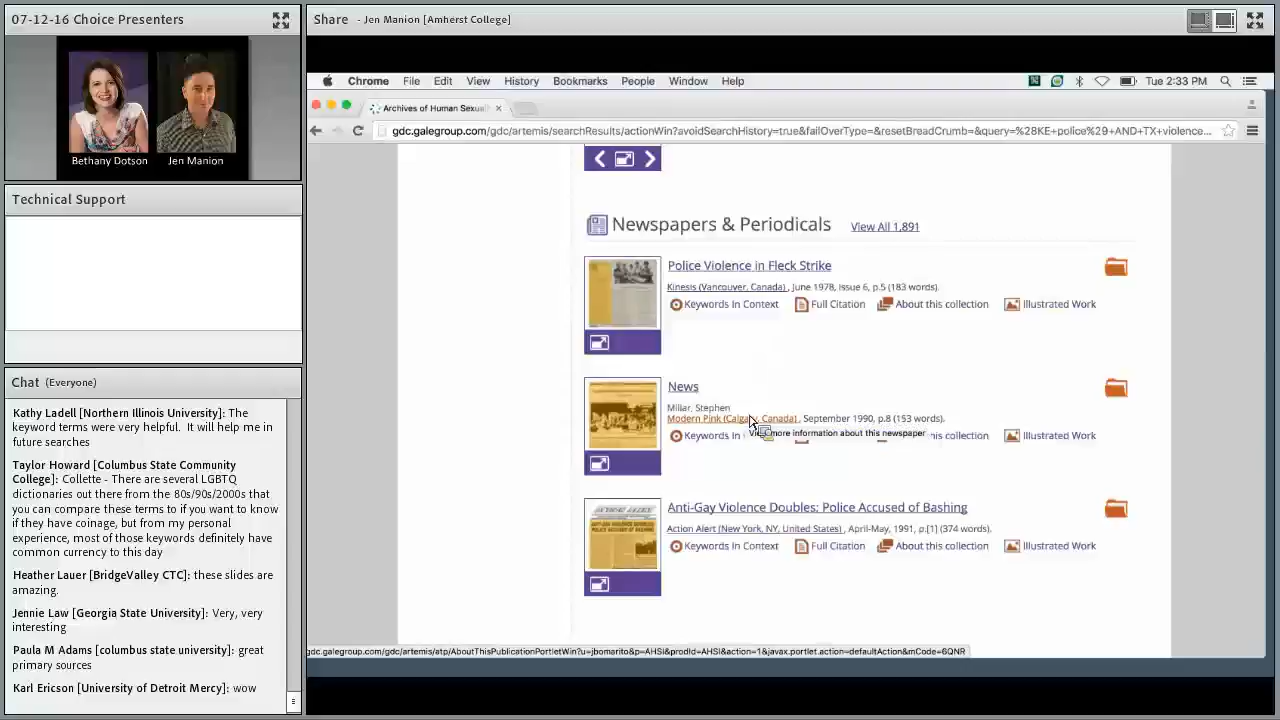 07-12-16 Choice Presenters
Bethany Dotson
Jen Manion
Technical Support
Chat (Everyone)
Kathy Ladell [Northern Illinois University]: The
keyword terms were very helpful. It will help me in
future searches
Taylor Howard [Columbus State Community
College]: Collette - There are several LGBTQ
dictionaries out there from the 80s/90s/2000s that
you can compare these terms to if you want to know
if they have coinage, but from my personal
experience, most of those keywords definitely have
common currency to this day
Heather Lauer [BridgeValley CTC]: these slides are
amazing.
Jennie Law [Georgia State University]: Very, very
interesting
Paula M Adams [columbus state university]: great
primary sources
Karl Ericson [University of Detroit Mercy]: wow
Share - Jen Manion [Amherst College]
Chrome File Edit View History Bookmarks People Window Help
Tue 2:33 PM
Archives of Human Sexual
gdc.galegroup.com/gdc/artemis/searchResults/actionWin?avoidSearchHistory=true&failOverType=&resetBreadCrumb=&query=%28KE+police%29+AND+TX+violence...
Newspapers & Periodicals View All 1,891
Police Violence in Fleck Strike
Kinesis (Vancouver, Canada) , June 1978, Issue 6, p.5 (183 words).
Keywords In Context Full Citation About this collection Illustrated Work
News
Millar, Stephen
Modern Pink (Calgary, Canada) , September 1990, p.8 (153 words).
more information about this newspaper
Keywords In his collection Illustrated Work
Anti-Gay Violence Doubles: Police Accused of Bashing
Action Alert (New York, NY, United States) , April-May, 1991, p.[1] (374 words).
Keywords In Context Full Citation About this collection Illustrated Work
gdc.galegroup.com/gdc/artemis/atp/AboutThisPublicationPortletWin?u=jbomarito&p=AHSI&prodId=AHSI&action=1&javax.portlet.action=defaultAction&mCode=6QNR